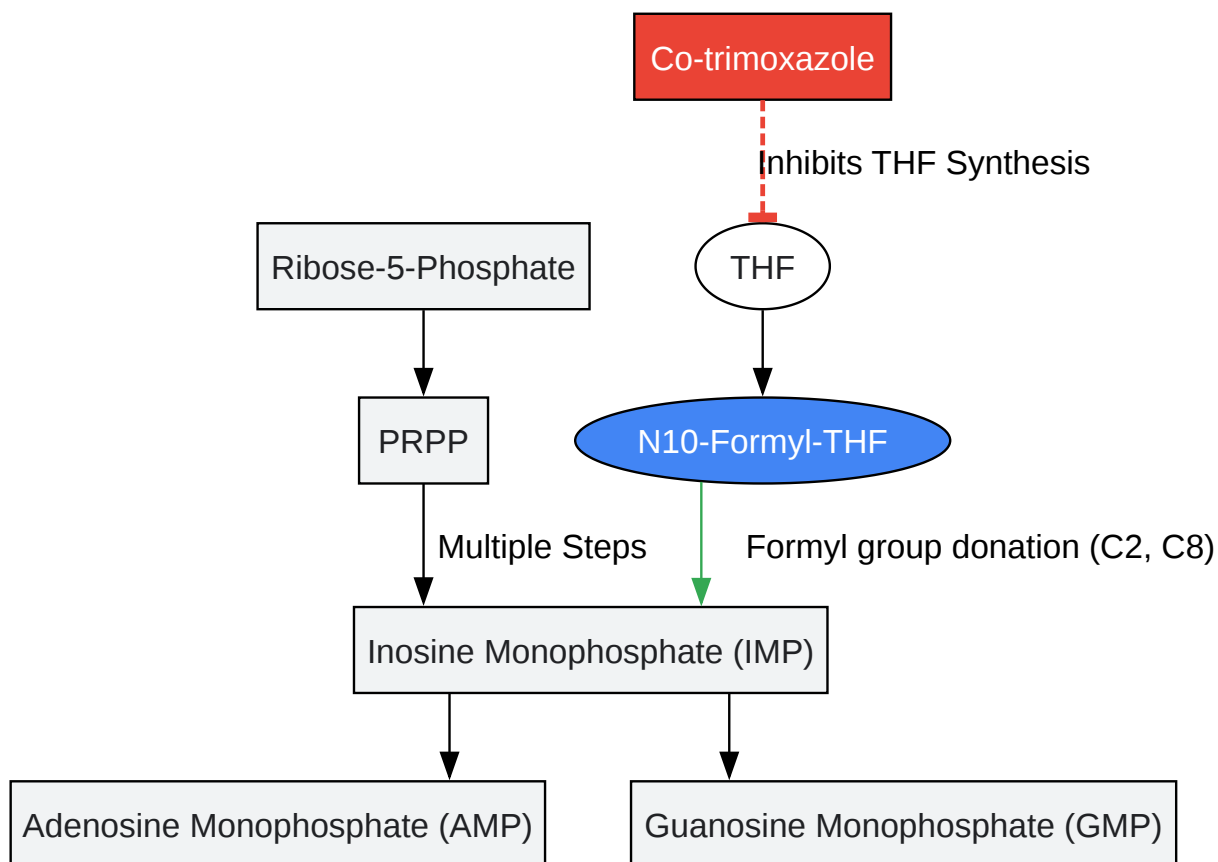 Co-trimoxazole
Inhibits THF Synthesis
Ribose-5-Phosphate
THF
PRPP
N10-Formyl-THF
Multiple Steps
Formyl group donation (C2, C8)
Inosine Monophosphate (IMP)
Adenosine Monophosphate (AMP)
Guanosine Monophosphate (GMP)